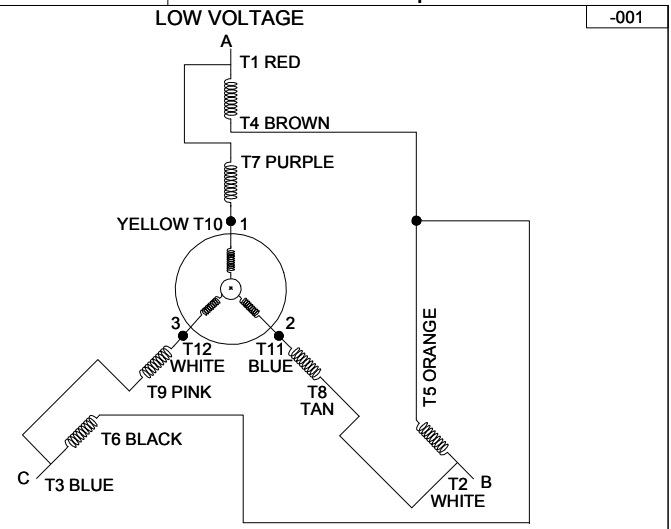 LOW VOLTAGE
-001
A
T1 RED
T4 BROWN
T7 PURPLE
YELLOW T10 1
3
2
T12
WHITE
T11
BLUE
T5 ORANGE
T9 PINK
T8
TAN
T6 BLACK
C
T3 BLUE
T2
WHITE
B